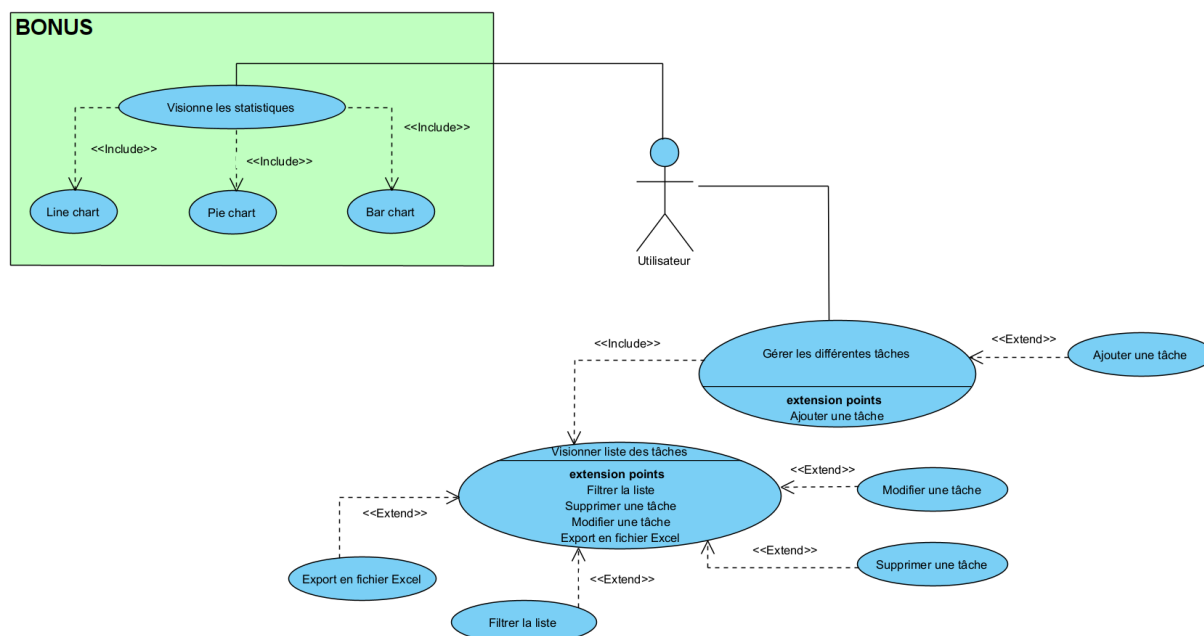 BONUS
Visionne les statistiques
<<Include>>
<<Include>>
<<Include>>
Line chart
Pie chart
Bar chart
Utilisateur
<<Include>>
Gérer les différentes tâches
<<Extend>>
Ajouter une tâche
extension points
Ajouter une tâche
Visionner liste des tâches
extension points
Filtrer la liste
Supprimer une tâche
Modifier une tâche
Export en fichier Excel
<<Extend>>
Modifier une tâche
<<Extend>>
Export en fichier Excel
<<Extend>>
Supprimer une tâche
<<Extend>>
Filtrer la liste